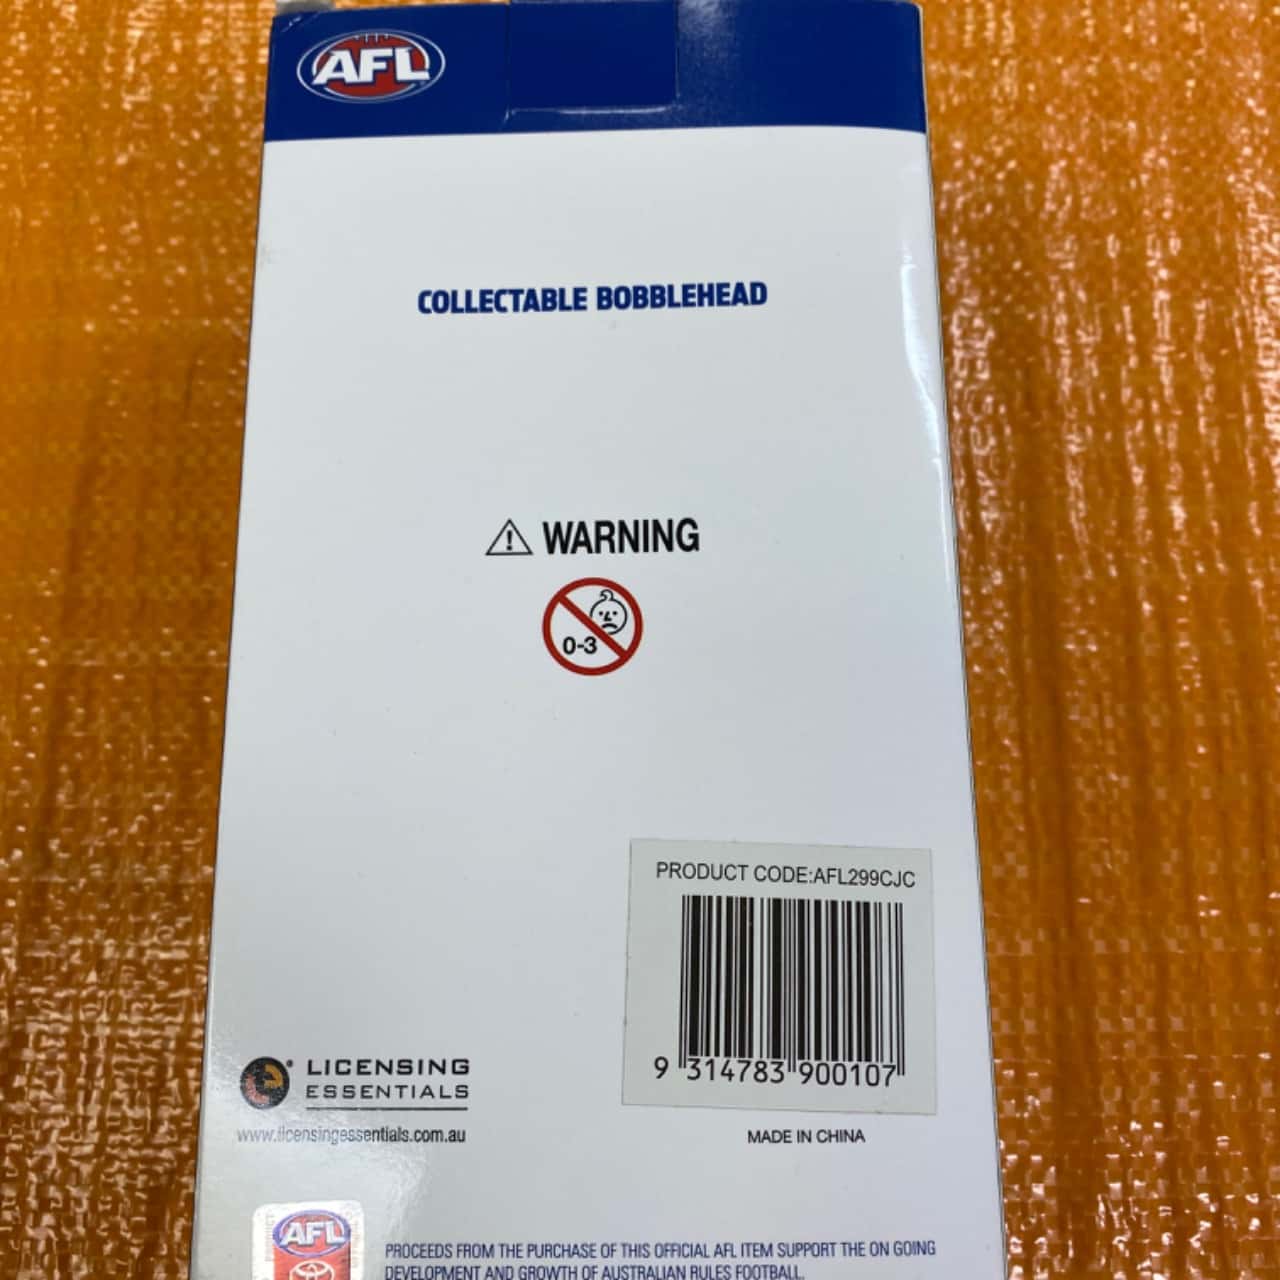 AFL
COLLECTABLE BOBBLEHEAD
WARNING
0-3
PRODUCT CODE:AFL299CJC
9 314783 900107
LICENSING
ESSENTIALS
www.licensingessentials.com.au
MADE IN CHINA
AFL
PROCEEDS FROM THE PURCHASE OF THIS OFFICIAL AFL ITEM SUPPORT THE ON GOING
DEVELOPMENT AND GROWTH OF AUSTRALIAN RULES FOOTBALL.